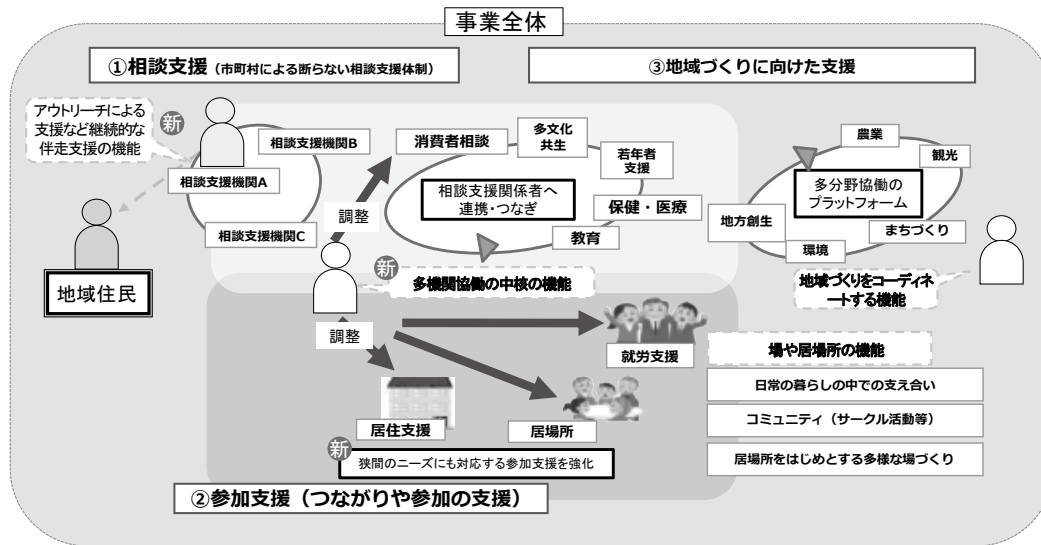 事業全体
①相談支援（市町村による断らない相談支援体制）
③地域づくりに向けた支援
アウトリーチによる
支援など継続的な
伴走支援の機能
新
相談支援機関B
相談支援機関A
相談支援機関C
地域住民
調整
消費者相談
多文化
共生
若年者
支援
相談支援関係者へ
連携・つなぎ
保健・医療
教育
新
多機関協働の中核の機能
農業
観光
多分野協働の
プラットフォーム
地方創生
まちづくり
環境
地域づくりをコーディネ
ートする機能
調整
就労支援
居住支援
居場所
新
狭間のニーズにも対応する参加支援を強化
②参加支援（つながりや参加の支援）
場や居場所の機能
日常の暮らしの中での支え合い
コミュニティ（サークル活動等）
居場所をはじめとする多様な場づくり